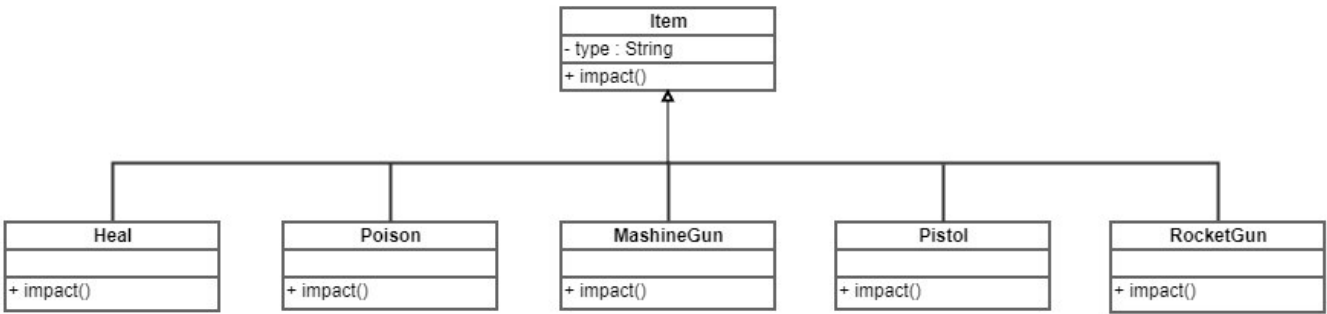 Item
- type : String
+ impact()
Heal
Poison
MashineGun
Pistol
RocketGun
+ impact()
+ impact()
+ impact()
+ impact()
+ impact()